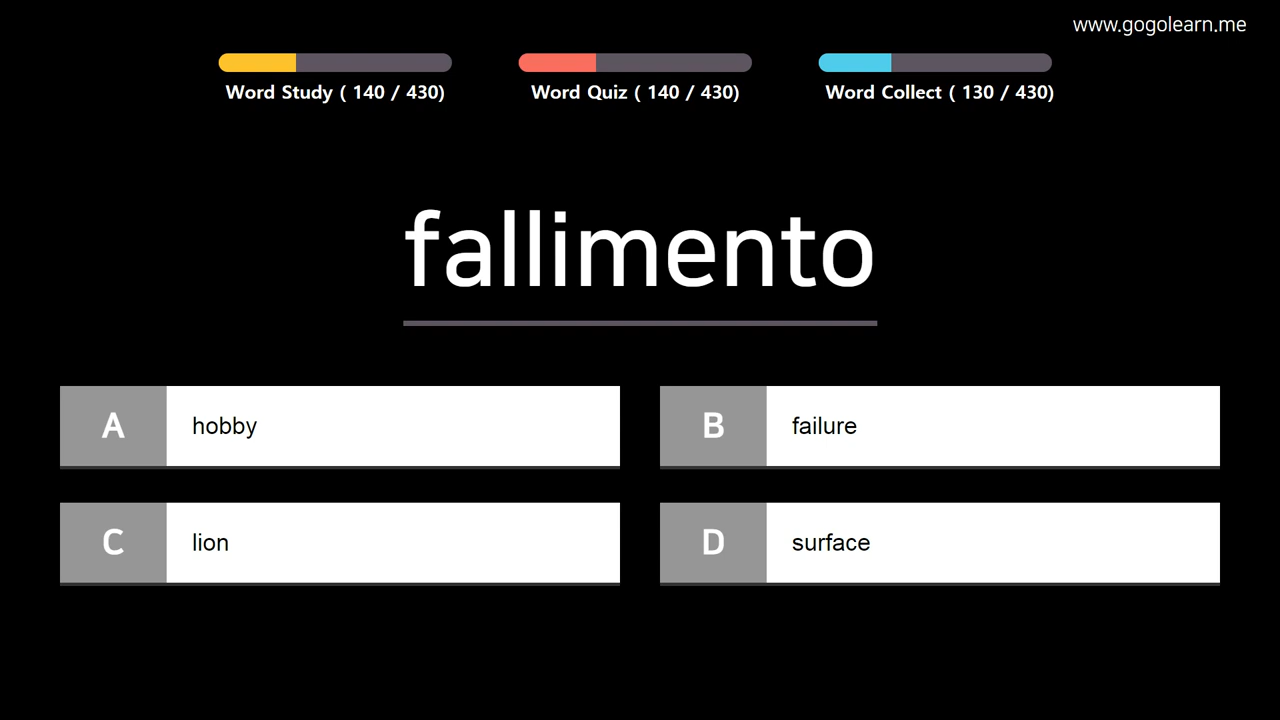 www.gogolearn.me
Word Study ( 140 / 430)
Word Quiz ( 140 / 430)
Word Collect ( 130 / 430)
fallimento
A hobby
B failure
C lion
D surface